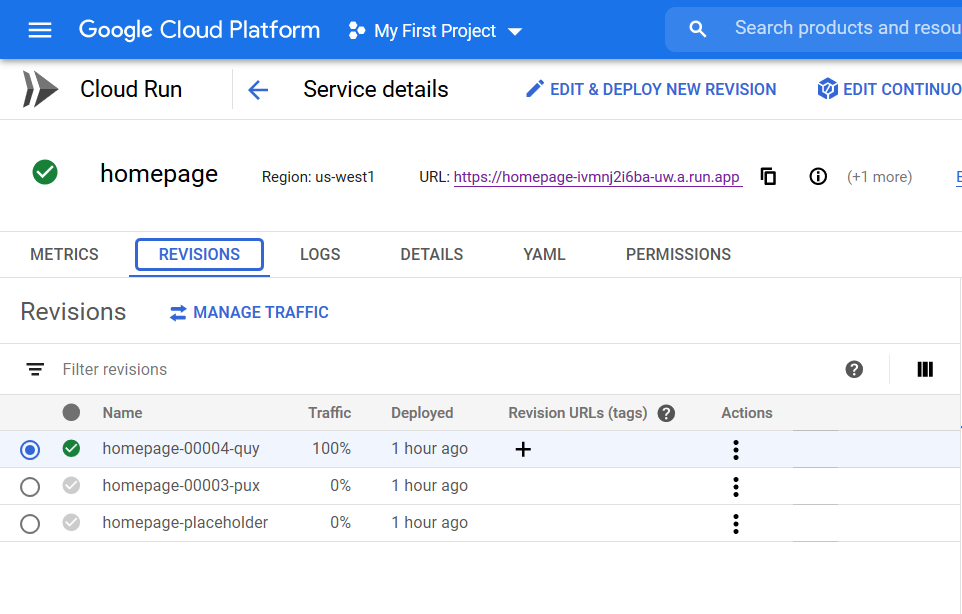 Google Cloud Platform My First Project Search products and resou
Cloud Run Service details EDIT & DEPLOY NEW REVISION EDIT CONTINUO
homepage Region: us-west1 URL: https://homepage-ivmnj2i6ba-uw.a.run.app (+1 more)
METRICS REVISIONS LOGS DETAILS YAML PERMISSIONS
Revisions MANAGE TRAFFIC
Filter revisions
Name Traffic Deployed Revision URLs (tags) Actions
homepage-00004-quy 100% 1 hour ago
homepage-00003-pux 0% 1 hour ago
homepage-placeholder 0% 1 hour ago